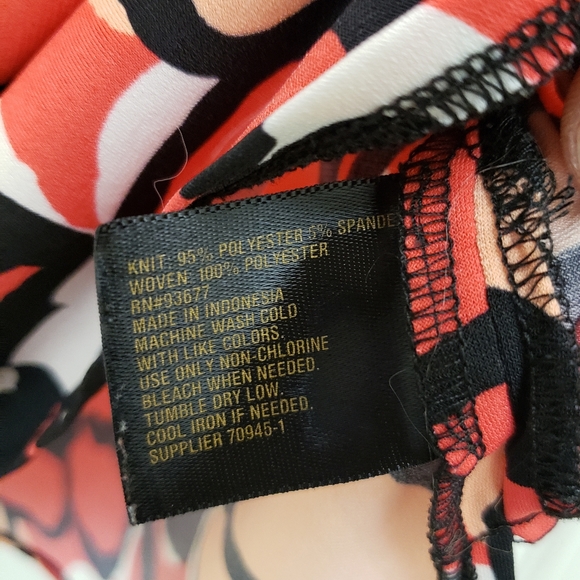 KNIT: 95% POLYESTER 5% SPANDE
WOVEN: 100% POLYESTER
RN#93677
MADE IN INDONESIA
MACHINE WASH COLD
WITH LIKE COLORS.
USE ONLY NON-CHLORINE
BLEACH WHEN NEEDED.
TUMBLE DRY LOW.
COOL IRON IF NEEDED.
SUPPLIER 70945-1